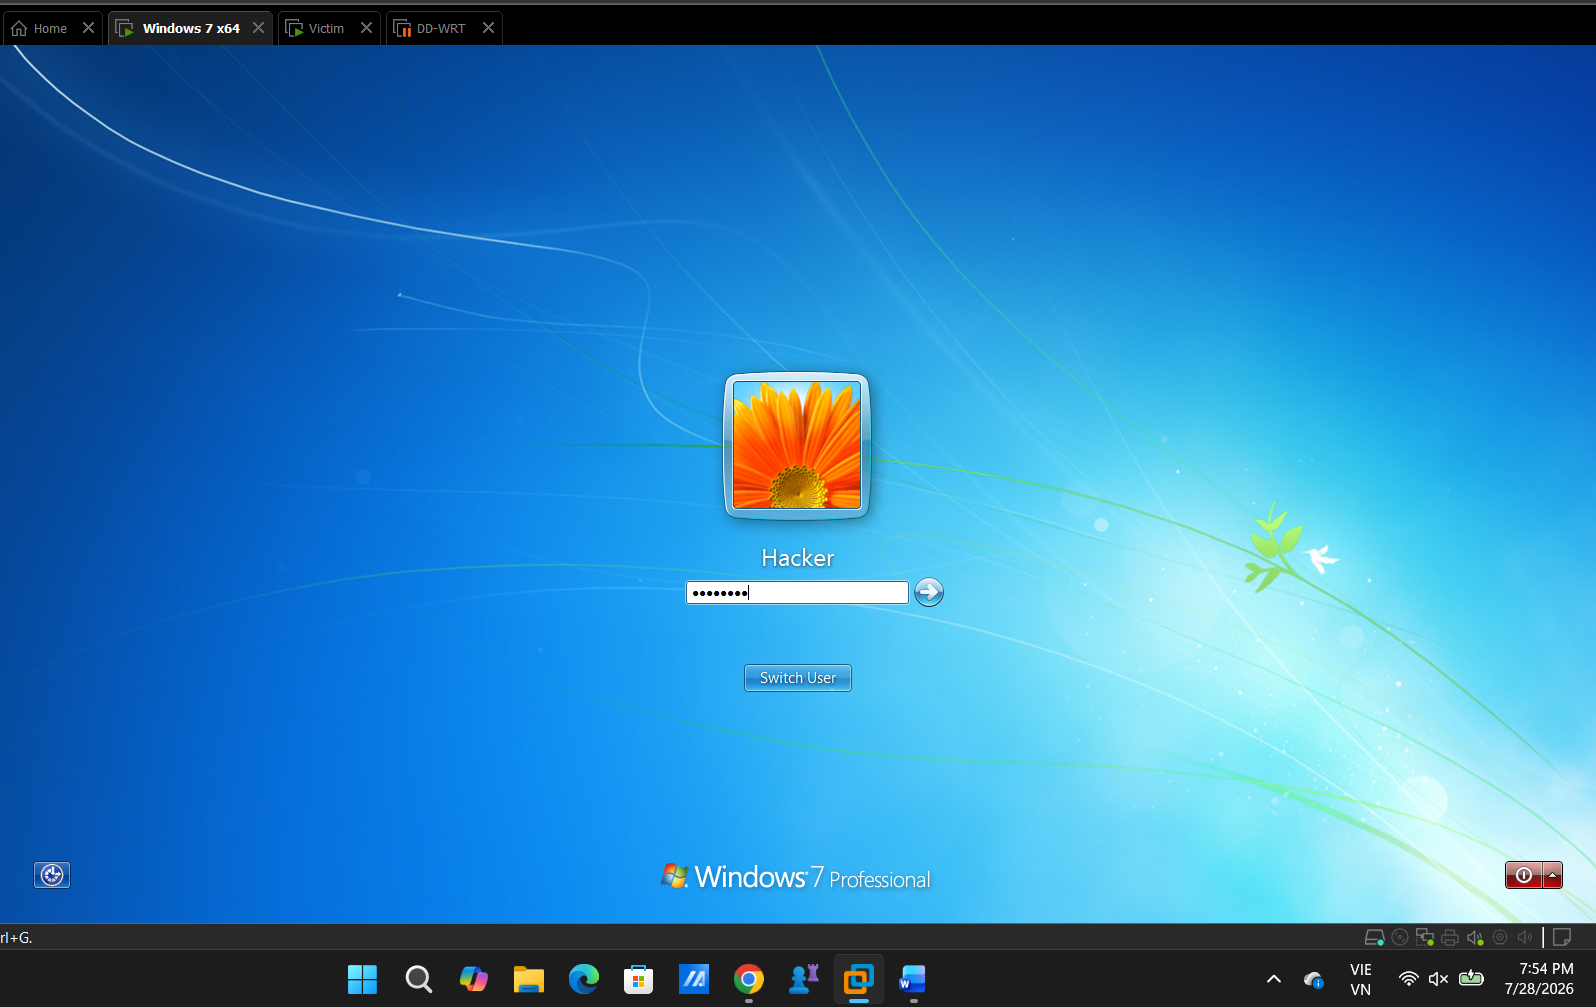 Home
Windows 7 x64
Victim
DD-WRT
Hacker
Switch User
Windows 7 Professional
rl+G.
VIE
VN
7:54 PM
7/28/2026